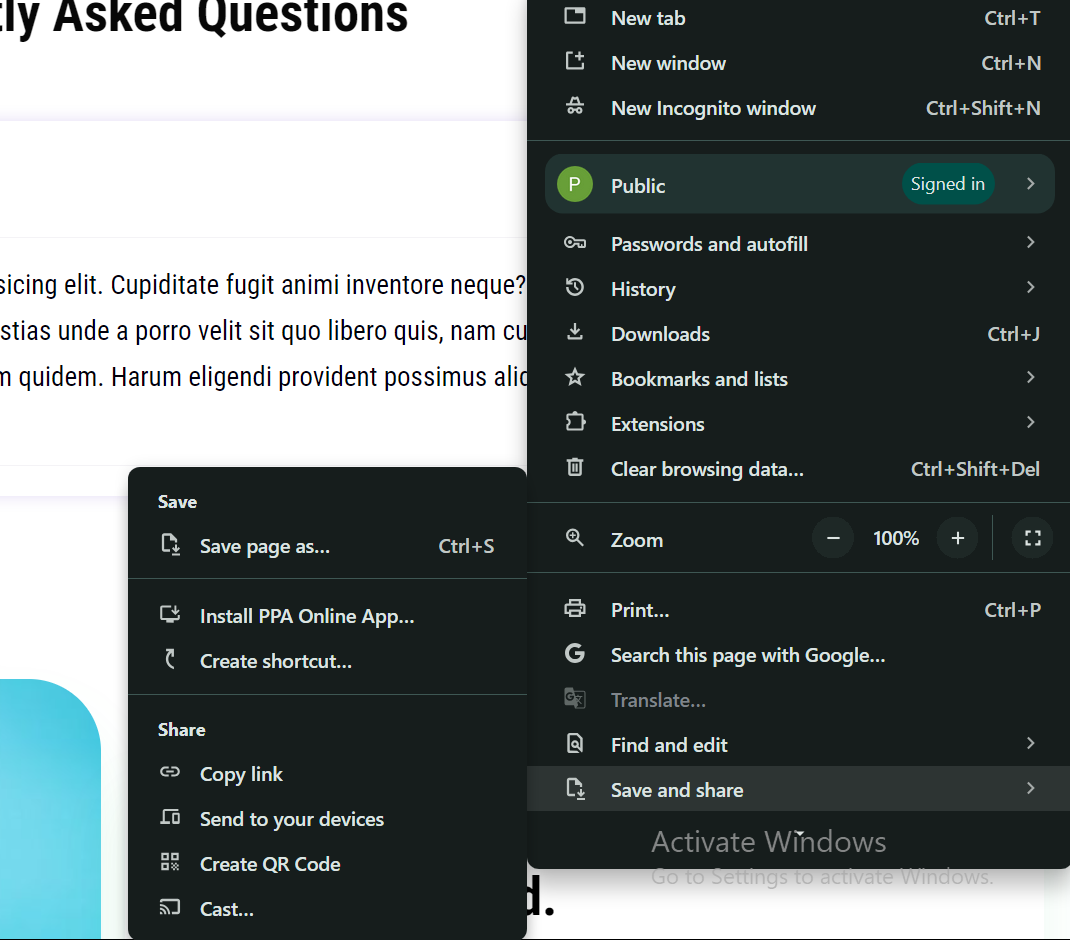 tly Asked Questions
sicing elit. Cupiditate fugit animi inventore neque?
stias unde a porro velit sit quo libero quis, nam cu
m quidem. Harum eligendi provident possimus alic
d.
New tab Ctrl+T
New window Ctrl+N
New Incognito window Ctrl+Shift+N
P Public Signed in
Passwords and autofill
History
Downloads Ctrl+J
Bookmarks and lists
Extensions
Clear browsing data... Ctrl+Shift+Del
Zoom − 100% +
Print... Ctrl+P
Search this page with Google...
Translate...
Find and edit
Save and share
Save
Save page as... Ctrl+S
Install PPA Online App...
Create shortcut...
Share
Copy link
Send to your devices
Create QR Code
Cast...
Activate Windows
Go to Settings to activate Windows.